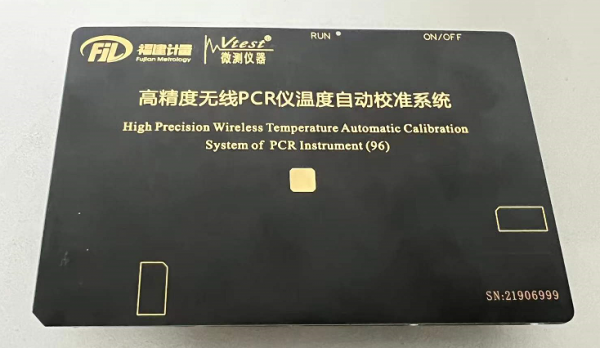 FJL 福建计量 Vtest RUN ON/OFF
Fujian Metrology 微测仪器
高精度无线PCR仪温度自动校准系统
High Precision Wireless Temperature Automatic Calibration
System of PCR Instrument (96)
SN:21906999